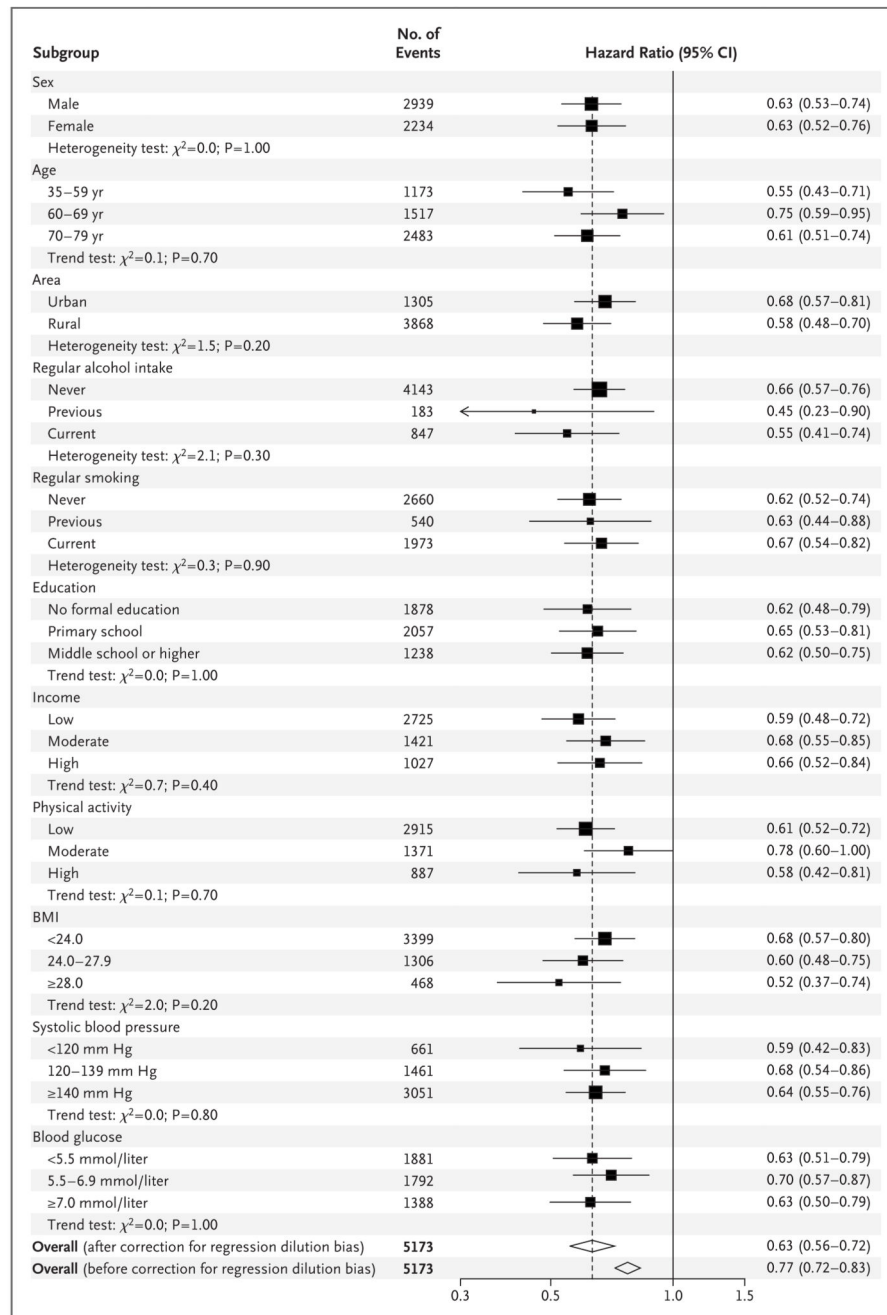 Subgroup No. of Events Hazard Ratio (95% CI)
Sex
Male 2939 0.63 (0.53–0.74)
Female 2234 0.63 (0.52–0.76)
Heterogeneity test: χ²=0.0; P=1.00
Age
35–59 yr 1173 0.55 (0.43–0.71)
60–69 yr 1517 0.75 (0.59–0.95)
70–79 yr 2483 0.61 (0.51–0.74)
Trend test: χ²=0.1; P=0.70
Area
Urban 1305 0.68 (0.57–0.81)
Rural 3868 0.58 (0.48–0.70)
Heterogeneity test: χ²=1.5; P=0.20
Regular alcohol intake
Never 4143 0.66 (0.57–0.76)
Previous 183 0.45 (0.23–0.90)
Current 847 0.55 (0.41–0.74)
Heterogeneity test: χ²=2.1; P=0.30
Regular smoking
Never 2660 0.62 (0.52–0.74)
Previous 540 0.63 (0.44–0.88)
Current 1973 0.67 (0.54–0.82)
Heterogeneity test: χ²=0.3; P=0.90
Education
No formal education 1878 0.62 (0.48–0.79)
Primary school 2057 0.65 (0.53–0.81)
Middle school or higher 1238 0.62 (0.50–0.75)
Trend test: χ²=0.0; P=1.00
Income
Low 2725 0.59 (0.48–0.72)
Moderate 1421 0.68 (0.55–0.85)
High 1027 0.66 (0.52–0.84)
Trend test: χ²=0.7; P=0.40
Physical activity
Low 2915 0.61 (0.52–0.72)
Moderate 1371 0.78 (0.60–1.00)
High 887 0.58 (0.42–0.81)
Trend test: χ²=0.1; P=0.70
BMI
<24.0 3399 0.68 (0.57–0.80)
24.0–27.9 1306 0.60 (0.48–0.75)
≥28.0 468 0.52 (0.37–0.74)
Trend test: χ²=2.0; P=0.20
Systolic blood pressure
<120 mm Hg 661 0.59 (0.42–0.83)
120–139 mm Hg 1461 0.68 (0.54–0.86)
≥140 mm Hg 3051 0.64 (0.55–0.76)
Trend test: χ²=0.0; P=0.80
Blood glucose
<5.5 mmol/liter 1881 0.63 (0.51–0.79)
5.5–6.9 mmol/liter 1792 0.70 (0.57–0.87)
≥7.0 mmol/liter 1388 0.63 (0.50–0.79)
Trend test: χ²=0.0; P=1.00
Overall (after correction for regression dilution bias) 5173 0.63 (0.56–0.72)
Overall (before correction for regression dilution bias) 5173 0.77 (0.72–0.83)
0.3 0.5 1.0 1.5